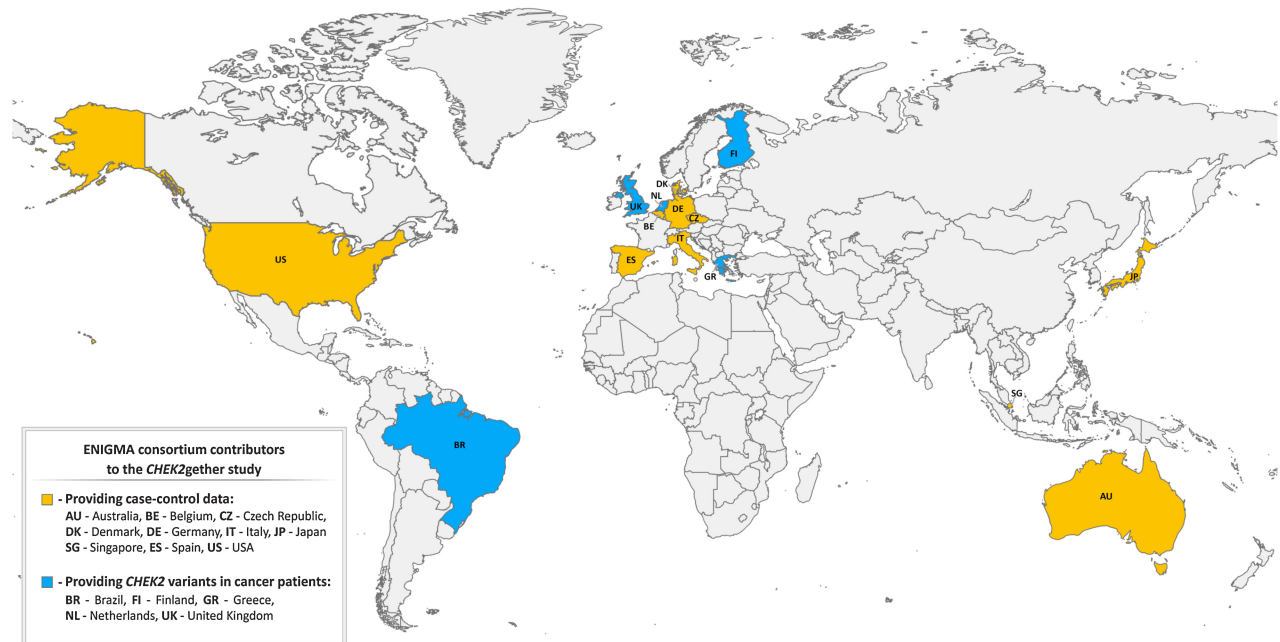 FI
DK
NL
UK
DE
CZ
BE
IT
US
ES
GR
JP
SG
BR
AU
ENIGMA consortium contributors
to the CHEK2gether study
- Providing case-control data:
AU - Australia, BE - Belgium, CZ - Czech Republic,
DK - Denmark, DE - Germany, IT - Italy, JP - Japan
SG - Singapore, ES - Spain, US - USA
- Providing CHEK2 variants in cancer patients:
BR - Brazil, FI - Finland, GR - Greece,
NL - Netherlands, UK - United Kingdom